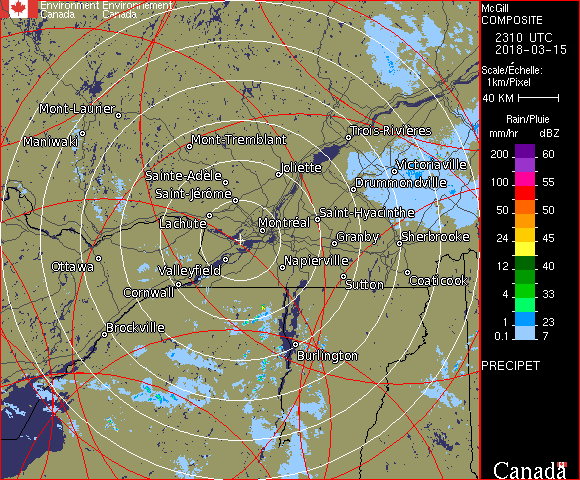 Environment Environnement
Canada Canada
McGill
COMPOSITE
2310 UTC
2018-03-15
Scale/Échelle:
1km/Pixel
40 KM
Rain/Pluie
mm/hr dBZ
200 60
100 55
50 50
24 45
12 40
4 33
1 23
0.1 7
PRECIPET
Canada
Mont-Laurier
Maniwaki
Mont-Tremblant
Trois-Rivières
Victoriaville
Sainte-Adèle
Joliette
Drummondville
Saint-Jérôme
Lachute
Montréal
Saint-Hyacinthe
Granby
Sherbrooke
Ottawa
Valleyfield
Napierville
Cornwall
Sutton
Coaticook
Brockville
Burlington